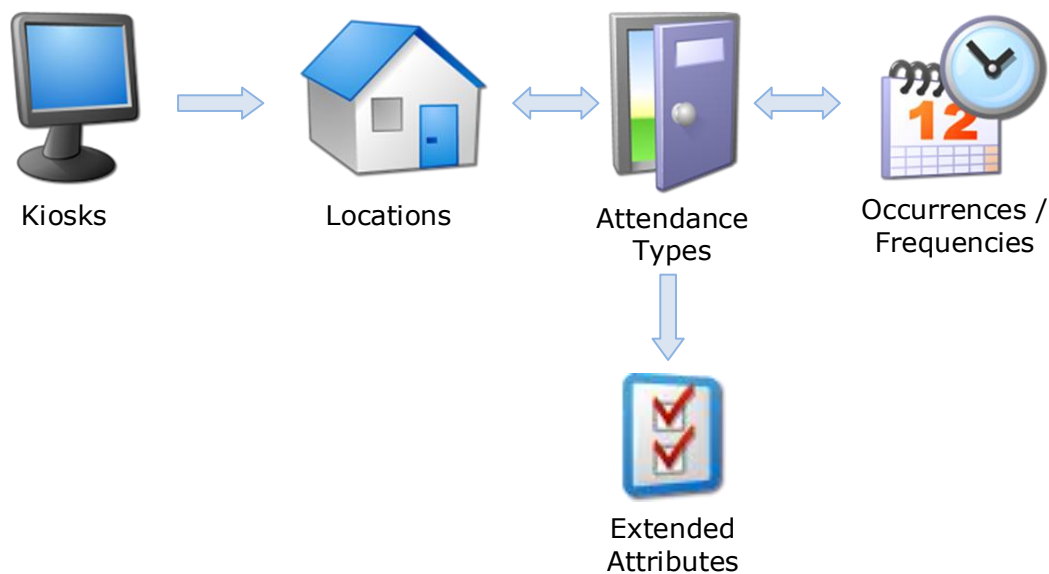 12
Kiosks
Locations
Attendance
Types
Occurrences /
Frequencies
Extended
Attributes